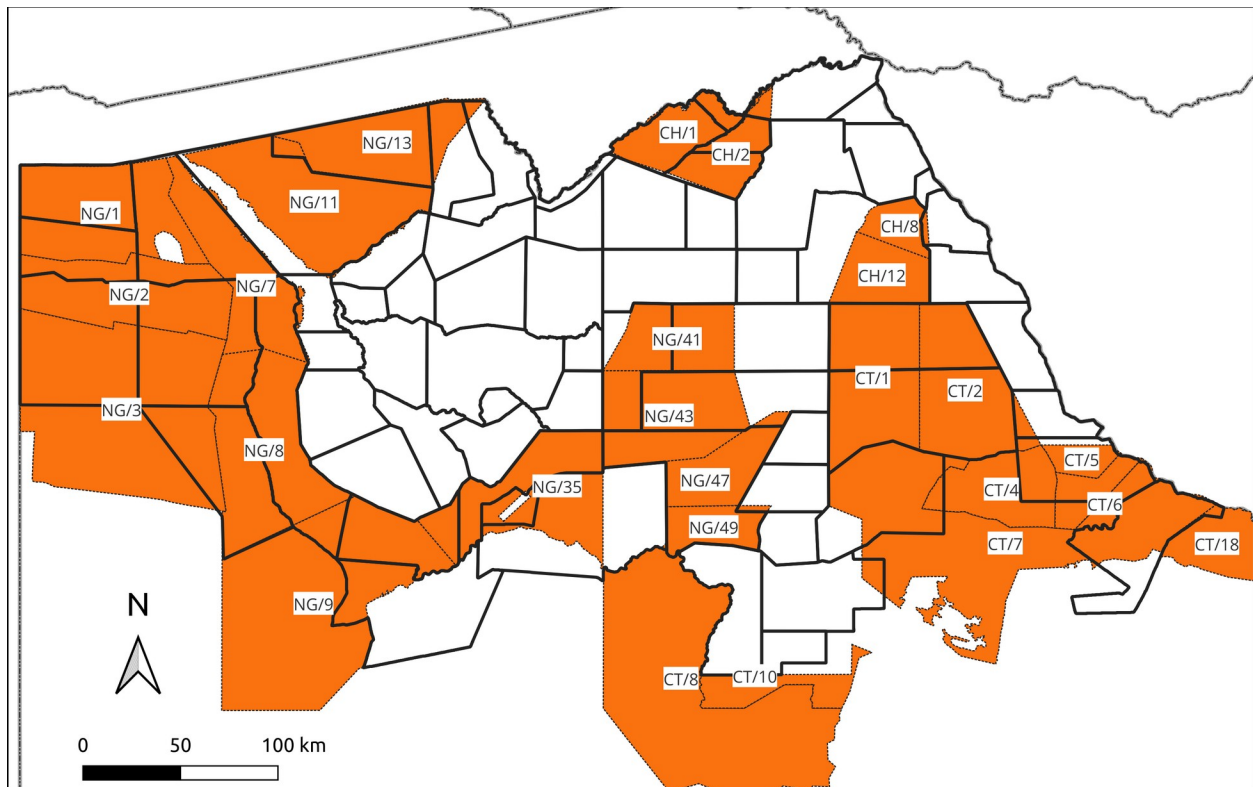 NG/13
CH/1
CH/2
NG/11
NG/1
CH/8
CH/12
NG/7
NG/2
NG/41
CT/1
CT/2
NG/3
NG/43
NG/8
CT/5
NG/35
NG/47
CT/4
CT/6
NG/49
CT/7
CT/18
NG/9
N
CT/8
CT/10
0 50 100 km